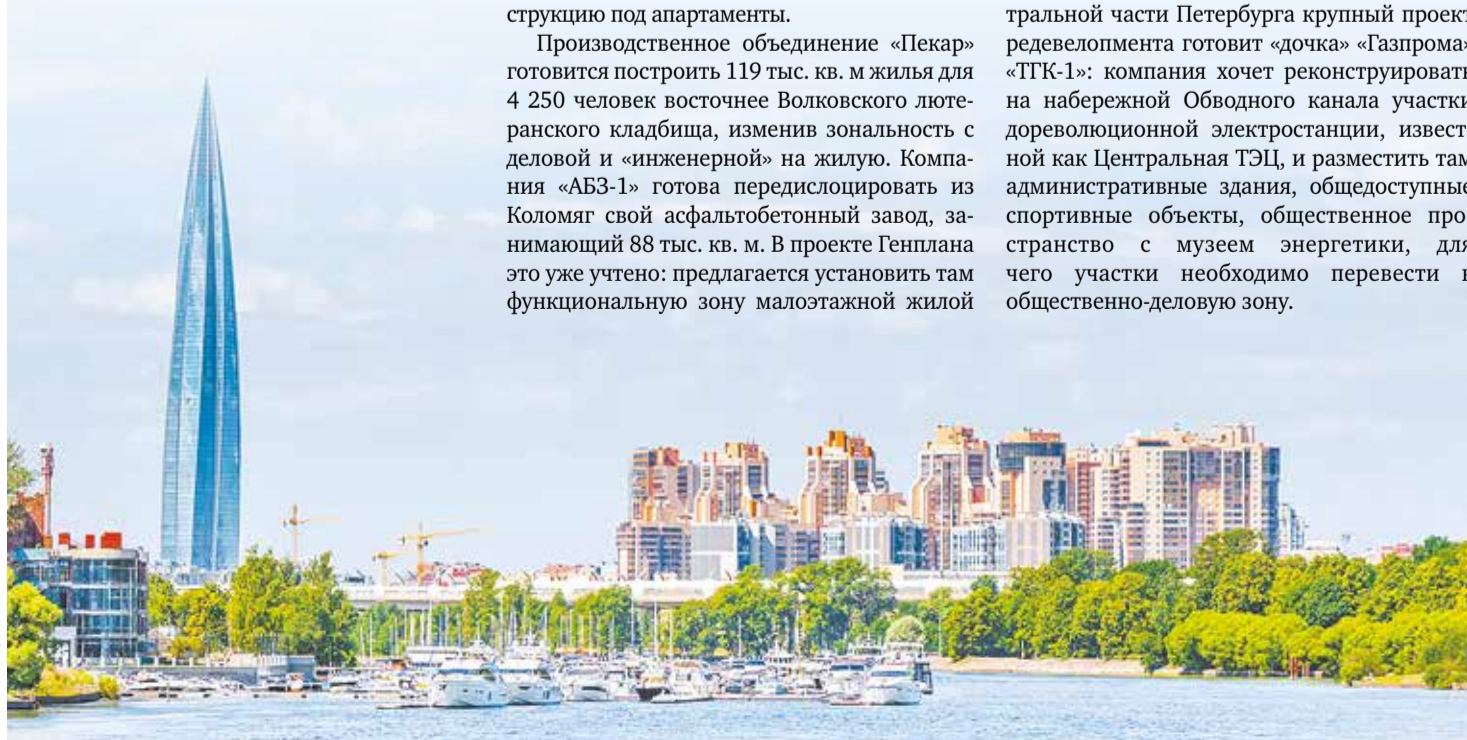 струкцию под апартаменты.
Производственное объединение «Пекар»
готовится построить 119 тыс. кв. м жилья для
4 250 человек восточнее Волковского люте-
ранского кладбища, изменив зональность с
деловой и «инженерной» на жилую. Компа-
ния «АБЗ-1» готова передислоцировать из
Коломяг свой асфальтобетонный завод, за-
нимающий 88 тыс. кв. м. В проекте Генплана
это уже учтено: предлагается установить там
функциональную зону малоэтажной жилой
тральной части Петербурга крупный проект
редевелопмента готовит «дочка» «Газпрома»
«ТГК-1»: компания хочет реконструировать
на набережной Обводного канала участки
дореволюционной электростанции, извест-
ной как Центральная ТЭЦ, и разместить там
административные здания, общедоступные
спортивные объекты, общественное про-
странство с музеем энергетики, для
чего участки необходимо перевести в
общественно-деловую зону.